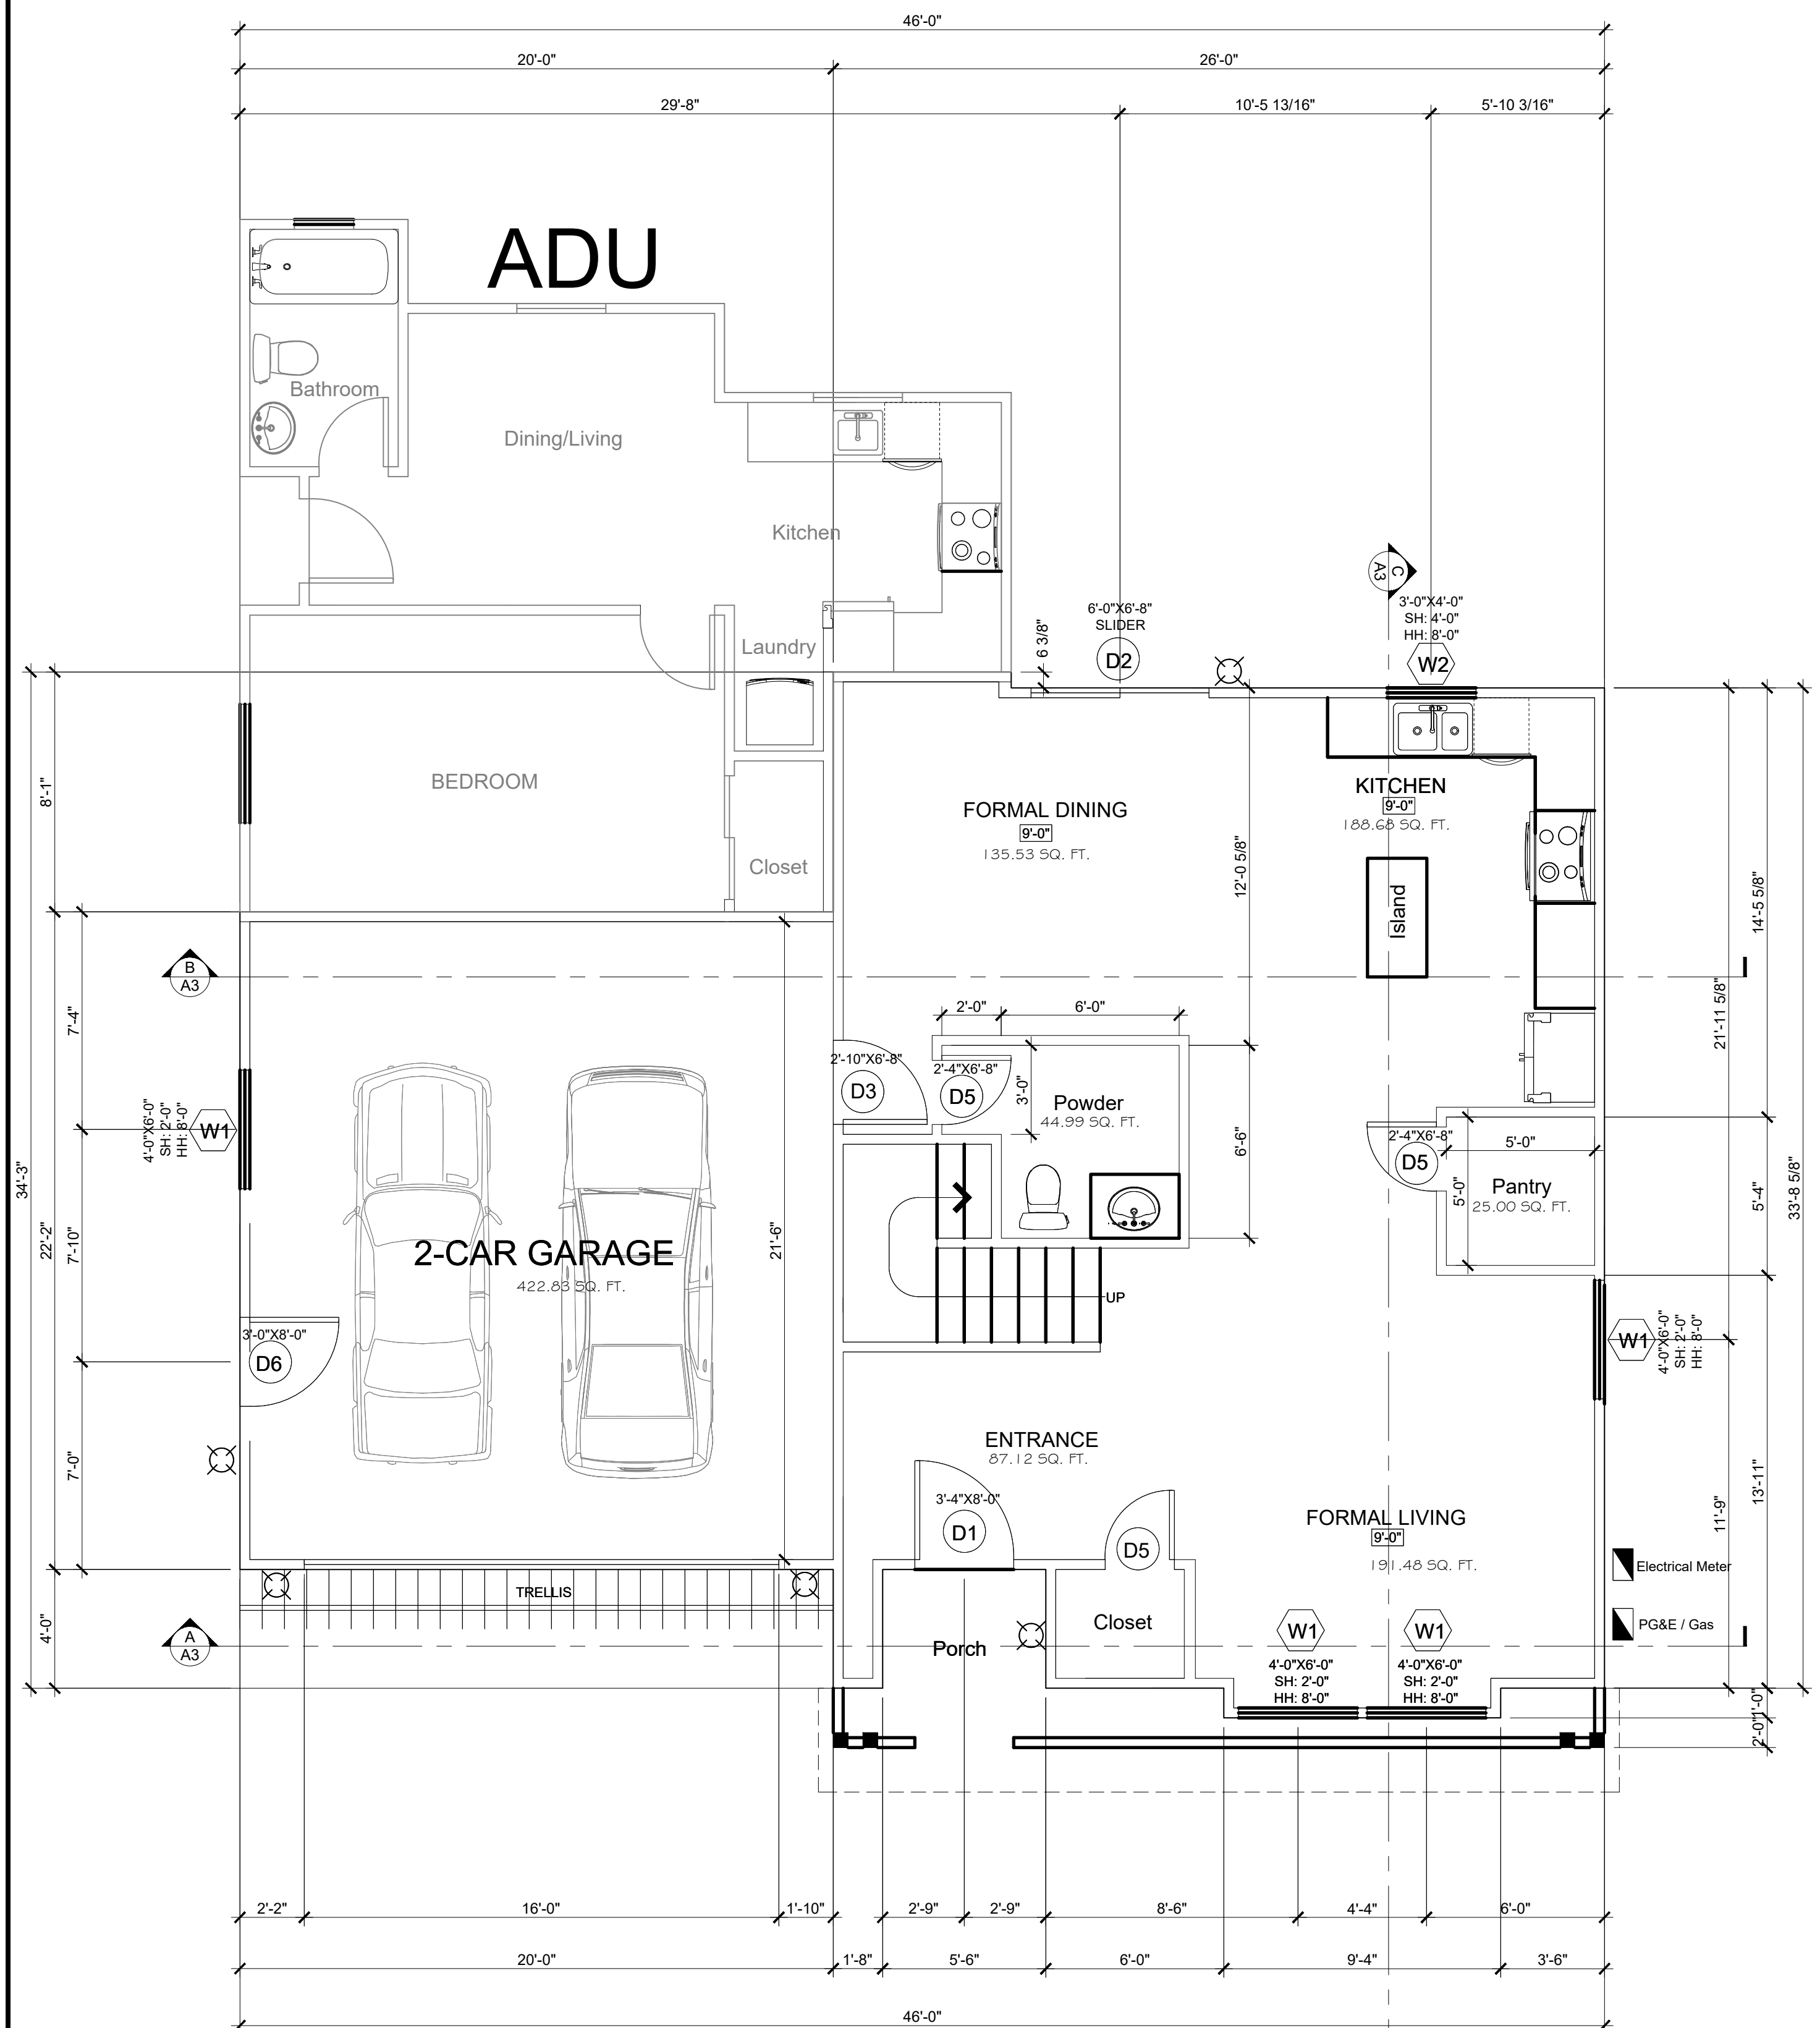 46'-0"
20'-0"
26'-0"
29'-8"
10'-5 13/16"
5'-10 3/16"
ADU
Bathroom
Dining/Living
Kitchen
C
A3
6'-0"X6'-8"
SLIDER
D2
6 3/8"
3'-0"X4'-0"
SH: 4'-0"
HH: 8'-0"
W2
Laundry
BEDROOM
Closet
8'-1"
FORMAL DINING
9'-0"
135.53 SQ. FT.
KITCHEN
9'-0"
188.68 SQ. FT.
12'-0 5/8"
Island
14'-5 5/8"
B
A3
7'-4"
2'-0"
6'-0"
21'-11 5/8"
2'-10"X6'-8"
D3
2'-4"X6'-8"
D5
3'-0"
Powder
44.99 SQ. FT.
4'-0"X6'-0"
SH: 2'-0"
HH: 8'-0"
W1
6'-6"
2'-4"X6'-8"
D5
5'-0"
5'-0"
Pantry
25.00 SQ. FT.
5'-4"
33'-8 5/8"
34'-3"
22'-2"
7'-10"
21'-6"
2-CAR GARAGE
422.83 SQ. FT.
UP
3'-0"X8'-0"
D6
W1
4'-0"X6'-0"
SH: 2'-0"
HH: 8'-0"
7'-0"
ENTRANCE
87.12 SQ. FT.
3'-4"X8'-0"
D1
D5
FORMAL LIVING
9'-0"
191.48 SQ. FT.
11'-9"
13'-11"
Electrical Meter
PG&E / Gas
TRELLIS
4'-0"
A
A3
Porch
Closet
W1
4'-0"X6'-0"
SH: 2'-0"
HH: 8'-0"
W1
4'-0"X6'-0"
SH: 2'-0"
HH: 8'-0"
1'-0"
2'-0"
2'-2"
16'-0"
1'-10"
2'-9"
2'-9"
8'-6"
4'-4"
6'-0"
20'-0"
1'-8"
5'-6"
6'-0"
9'-4"
3'-6"
46'-0"